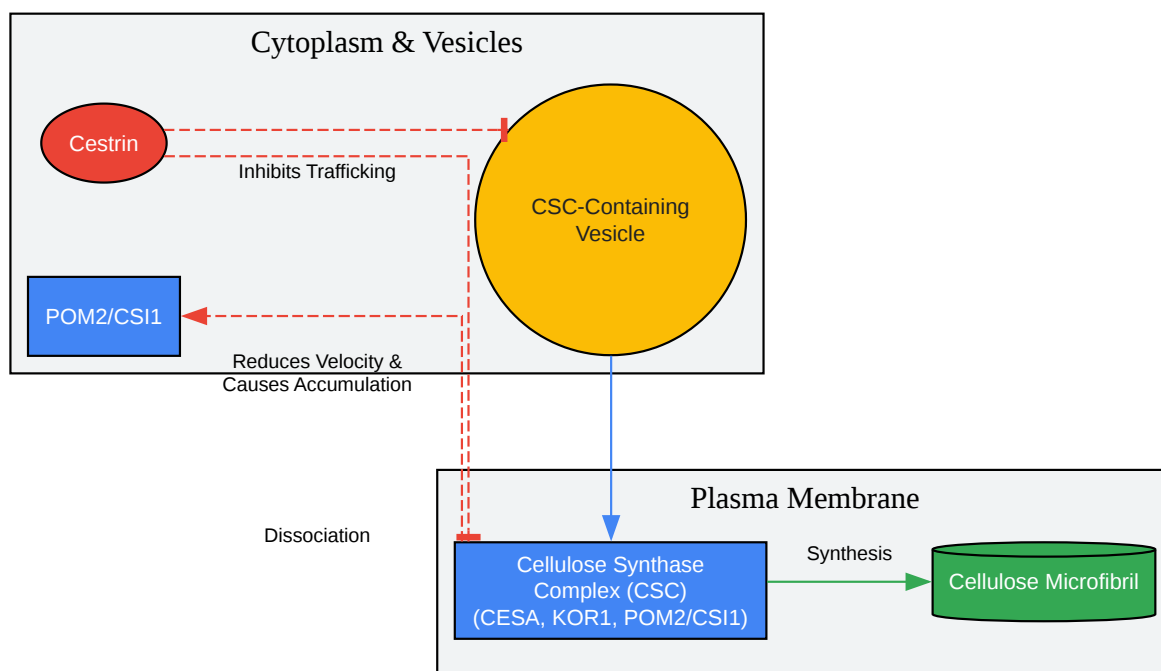 Cytoplasm & Vesicles
Cestrin
Inhibits Trafficking
CSC-Containing
Vesicle
POM2/CSI1
Reduces Velocity &
Causes Accumulation
Plasma Membrane
Dissociation
Cellulose Synthase
Complex (CSC)
(CESA, KOR1, POM2/CSI1)
Synthesis
Cellulose Microfibril